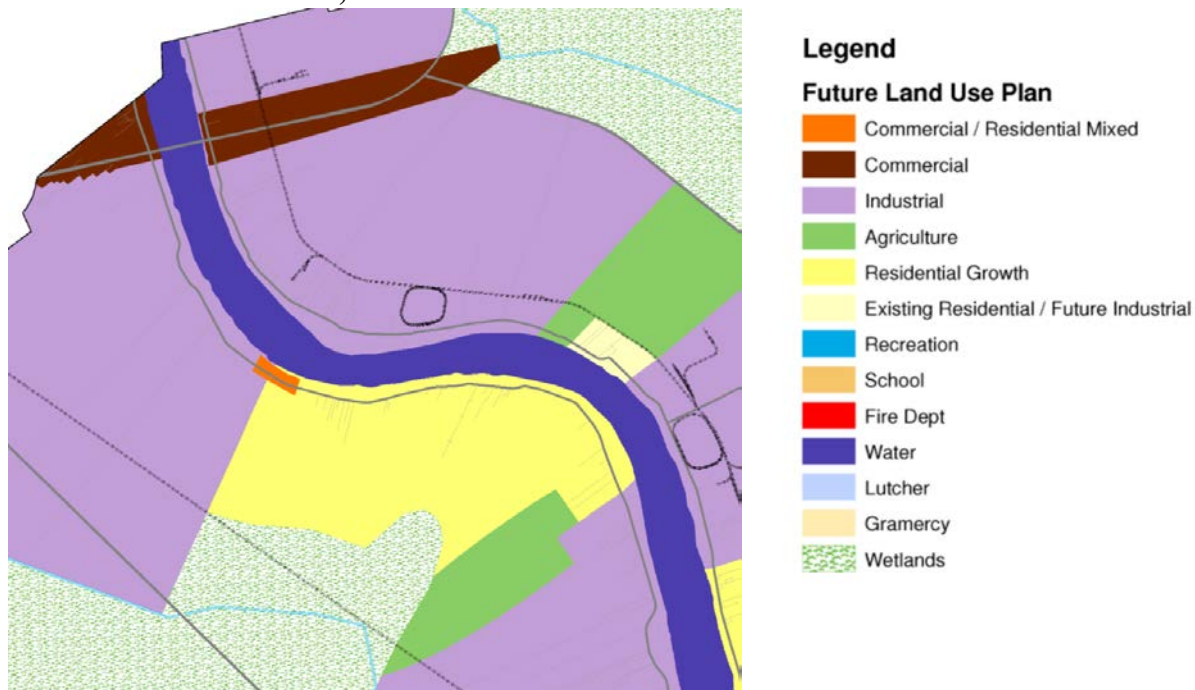 Legend
Future Land Use Plan
Commercial / Residential Mixed
Commercial
Industrial
Agriculture
Residential Growth
Existing Residential / Future Industrial
Recreation
School
Fire Dept
Water
Lutcher
Gramercy
Wetlands